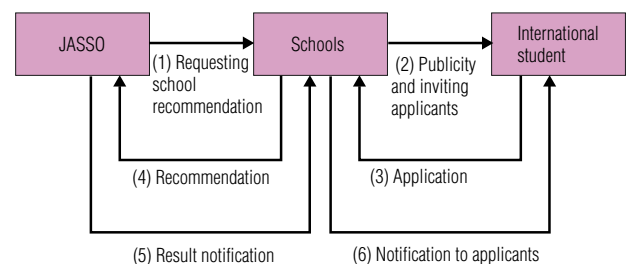 JASSO
(1) Requesting
school
recommendation
Schools
(2) Publicity
and inviting
applicants
International
student
(4) Recommendation
(3) Application
(5) Result notification
(6) Notification to applicants